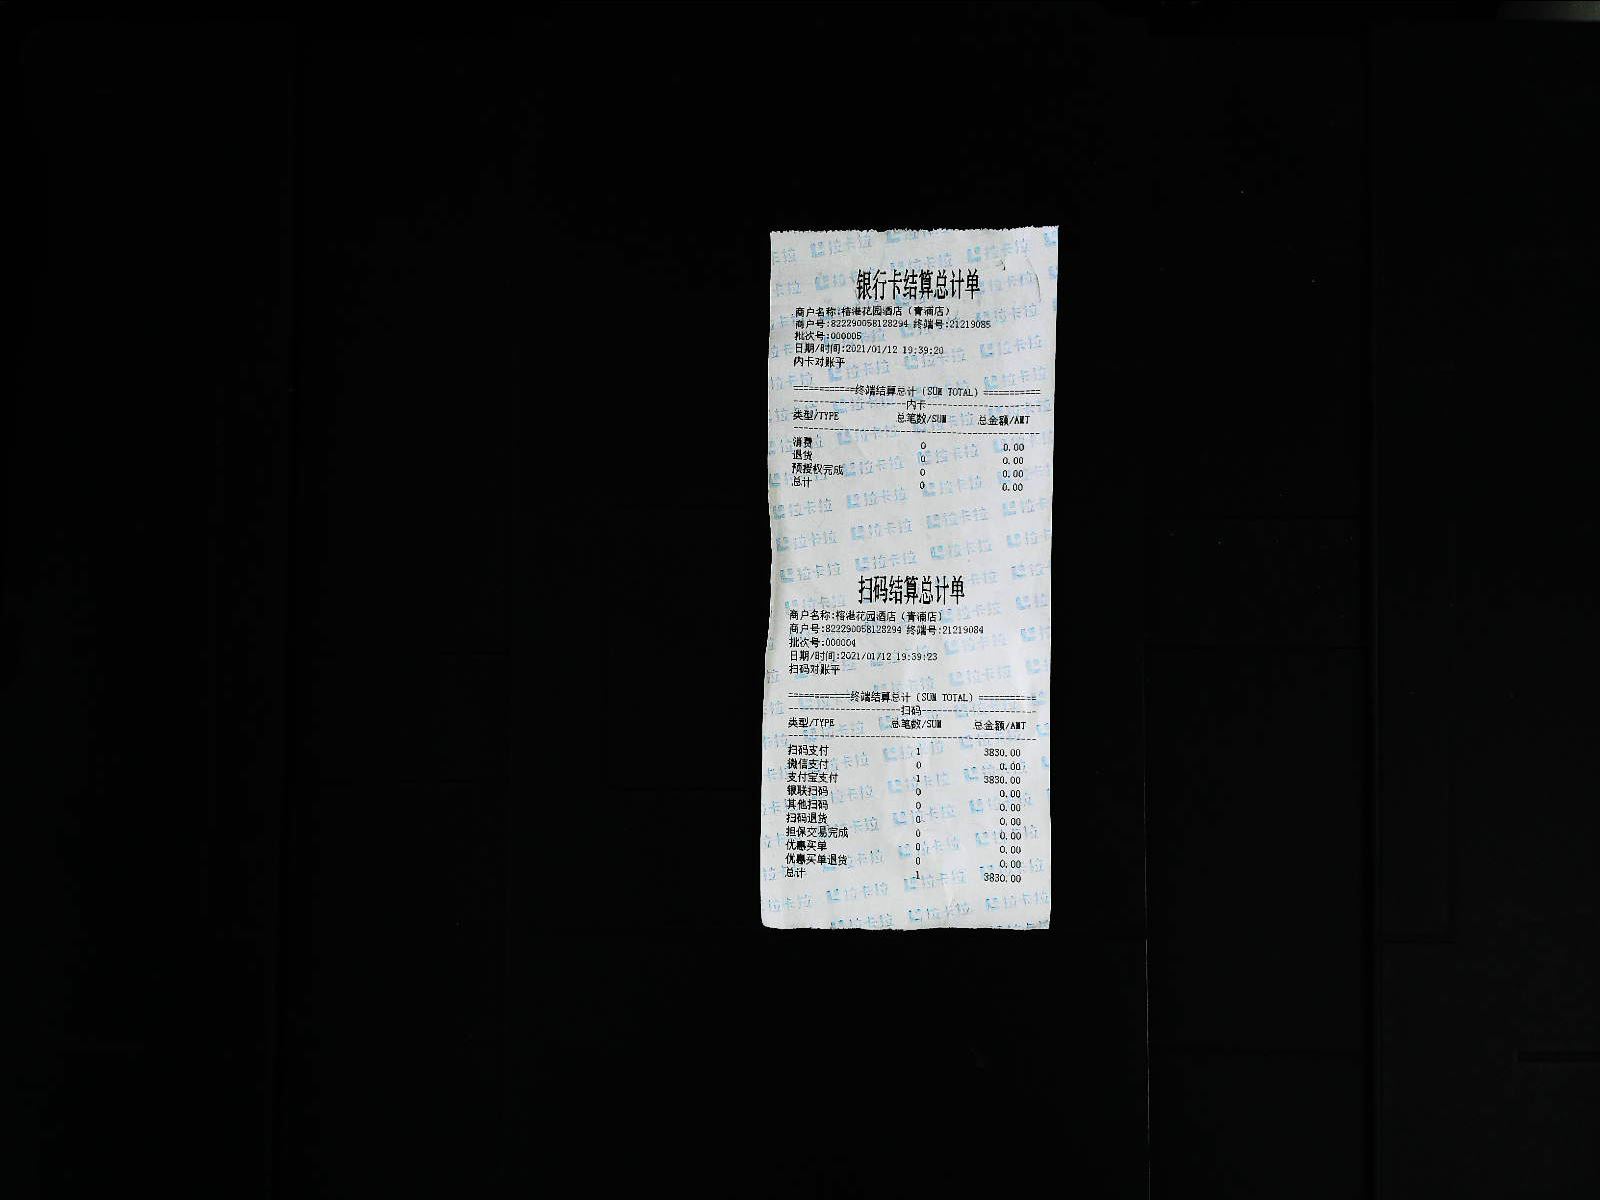 银行卡结算总计单
商户名称:榕港花园酒店（青浦店）
商户号:822290058128294 终端号:21219085
批次号:000005
日期/时间:2021/01/12 19:39:20
内卡对账平
============终端结算总计（SUM TOTAL）===========
----------------------内卡----------------------
类型/TYPE 总笔数/SUM 总金额/AMT
------------------------------------------------
消费 0 0.00
退货 0 0.00
预授权完成 0 0.00
总计 0 0.00
扫码结算总计单
商户名称:榕港花园酒店（青浦店）
商户号:822290058128294 终端号:21219084
批次号:000004
日期/时间:2021/01/12 19:39:23
扫码对账平
============终端结算总计（SUM TOTAL）===========
----------------------扫码----------------------
类型/TYPE 总笔数/SUM 总金额/AMT
------------------------------------------------
扫码支付 1 3830.00
微信支付 0 0.00
支付宝支付 1 3830.00
银联扫码 0 0.00
其他扫码 0 0.00
扫码退货 0 0.00
担保交易完成 0 0.00
优惠买单 0 0.00
优惠买单退货 0 0.00
总计 1 3830.00